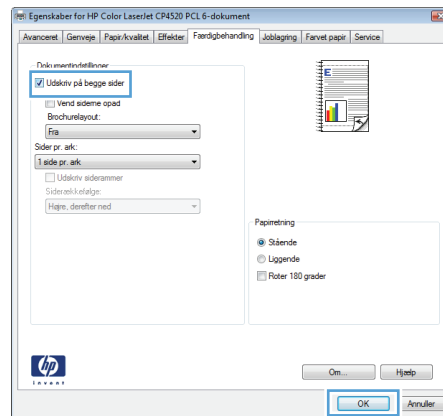 Egenskaber for HP Color LaserJet CP4520 PCL 6-dokument
Avanceret Genveje Papir/kvalitet Effekter Færdigbehandling Joblagring Farvet papir Service
Dokumentindstillinger
Udskriv på begge sider
Vend siderne opad
Brochurelayout:
Fra
Sider pr. ark:
1 side pr. ark
Udskriv siderammer
Siderækkefølge:
Højre, derefter ned
E
Papirretning
Stående
Liggende
Roter 180 grader
hp
invent
Om... Hjælp
OK Annuller